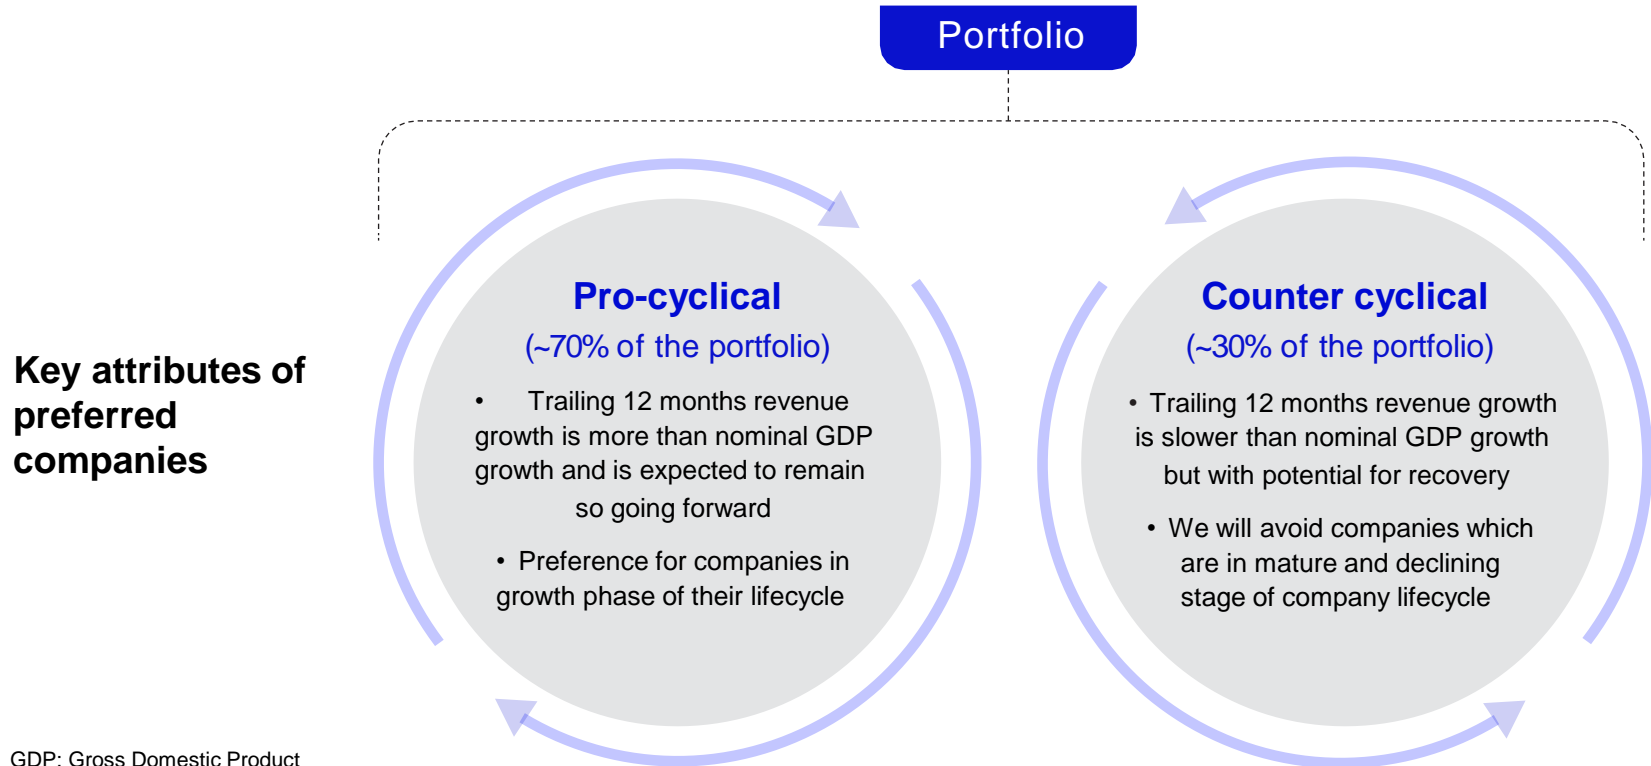 Portfolio
Key attributes of
preferred
companies
Pro-cyclical
(~70% of the portfolio)
• Trailing 12 months revenue
growth is more than nominal GDP
growth and is expected to remain
so going forward
• Preference for companies in
growth phase of their lifecycle
Counter cyclical
(~30% of the portfolio)
• Trailing 12 months revenue growth
is slower than nominal GDP growth
but with potential for recovery
• We will avoid companies which
are in mature and declining
stage of company lifecycle
GDP: Gross Domestic Product